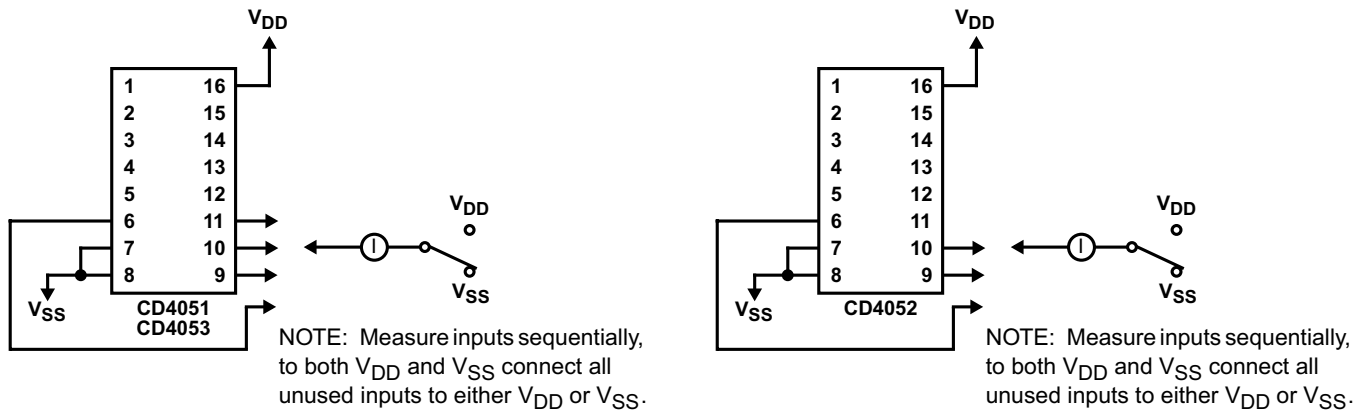 VDD
1 16
2 15
3 14
4 13
5 12
6 11
7 10
8 9
VSS
CD4051
CD4053
I
VDD
VSS
NOTE: Measure inputs sequentially,
to both VDD and VSS connect all
unused inputs to either VDD or VSS.
VDD
1 16
2 15
3 14
4 13
5 12
6 11
7 10
8 9
VSS
CD4052
I
VDD
VSS
NOTE: Measure inputs sequentially,
to both VDD and VSS connect all
unused inputs to either VDD or VSS.